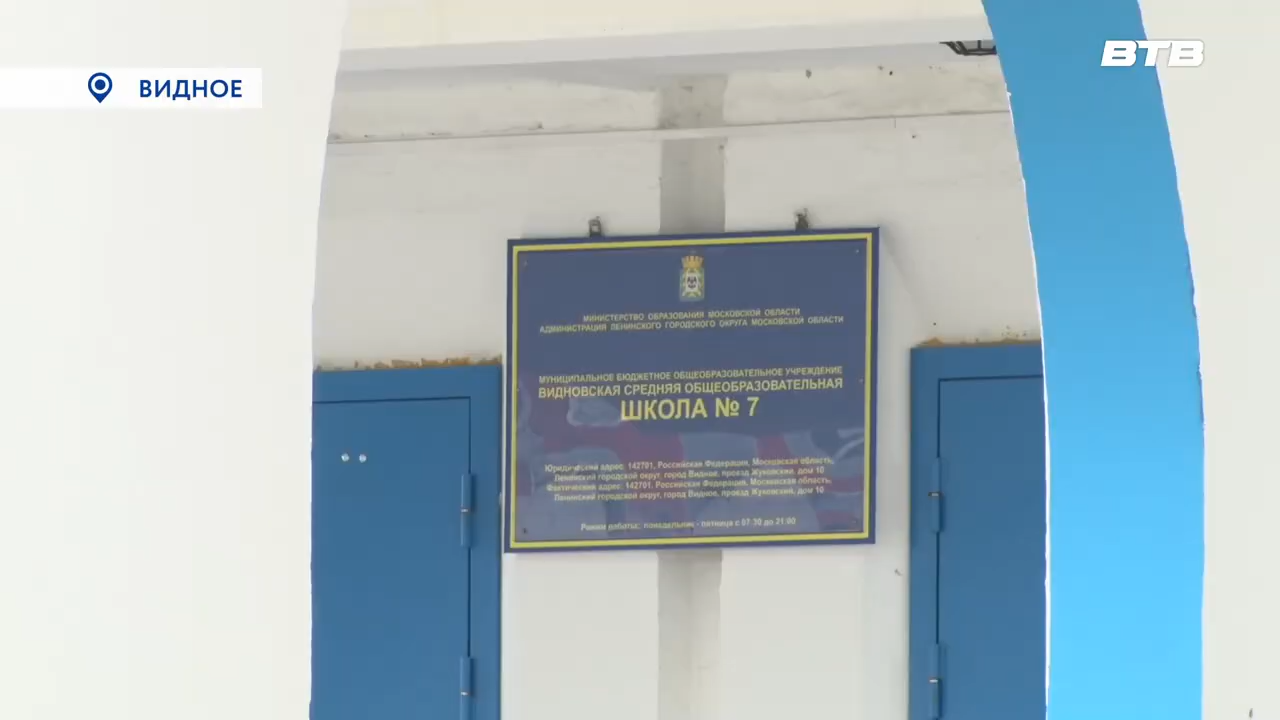 ВИДНОЕ
ВТВ
МИНИСТЕРСТВО ОБРАЗОВАНИЯ МОСКОВСКОЙ ОБЛАСТИ
АДМИНИСТРАЦИЯ ЛЕНИНСКОГО ГОРОДСКОГО ОКРУГА МОСКОВСКОЙ ОБЛАСТИ
МУНИЦИПАЛЬНОЕ БЮДЖЕТНОЕ ОБЩЕОБРАЗОВАТЕЛЬНОЕ УЧРЕЖДЕНИЕ
ВИДНОВСКАЯ СРЕДНЯЯ ОБЩЕОБРАЗОВАТЕЛЬНАЯ
ШКОЛА № 7
Юридический адрес: 142701, Российская Федерация, Московская область,
Ленинский городской округ, город Видное, проезд Жуковский, дом 10
Фактический адрес: 142701, Российская Федерация, Московская область,
Ленинский городской округ, город Видное, проезд Жуковский, дом 10
Режим работы: понедельник - пятница с 07:30 до 21:00